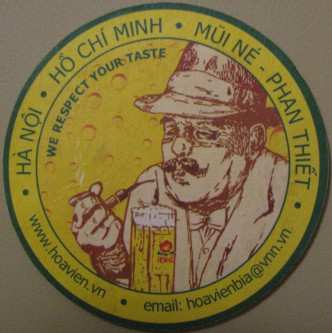 • HÀ NỘI • HỒ CHÍ MINH • MŨI NÉ - PHAN THIẾT •
WE RESPECT YOUR TASTE
www.hoavien.vn • email: hoavienbia@vnn.vn